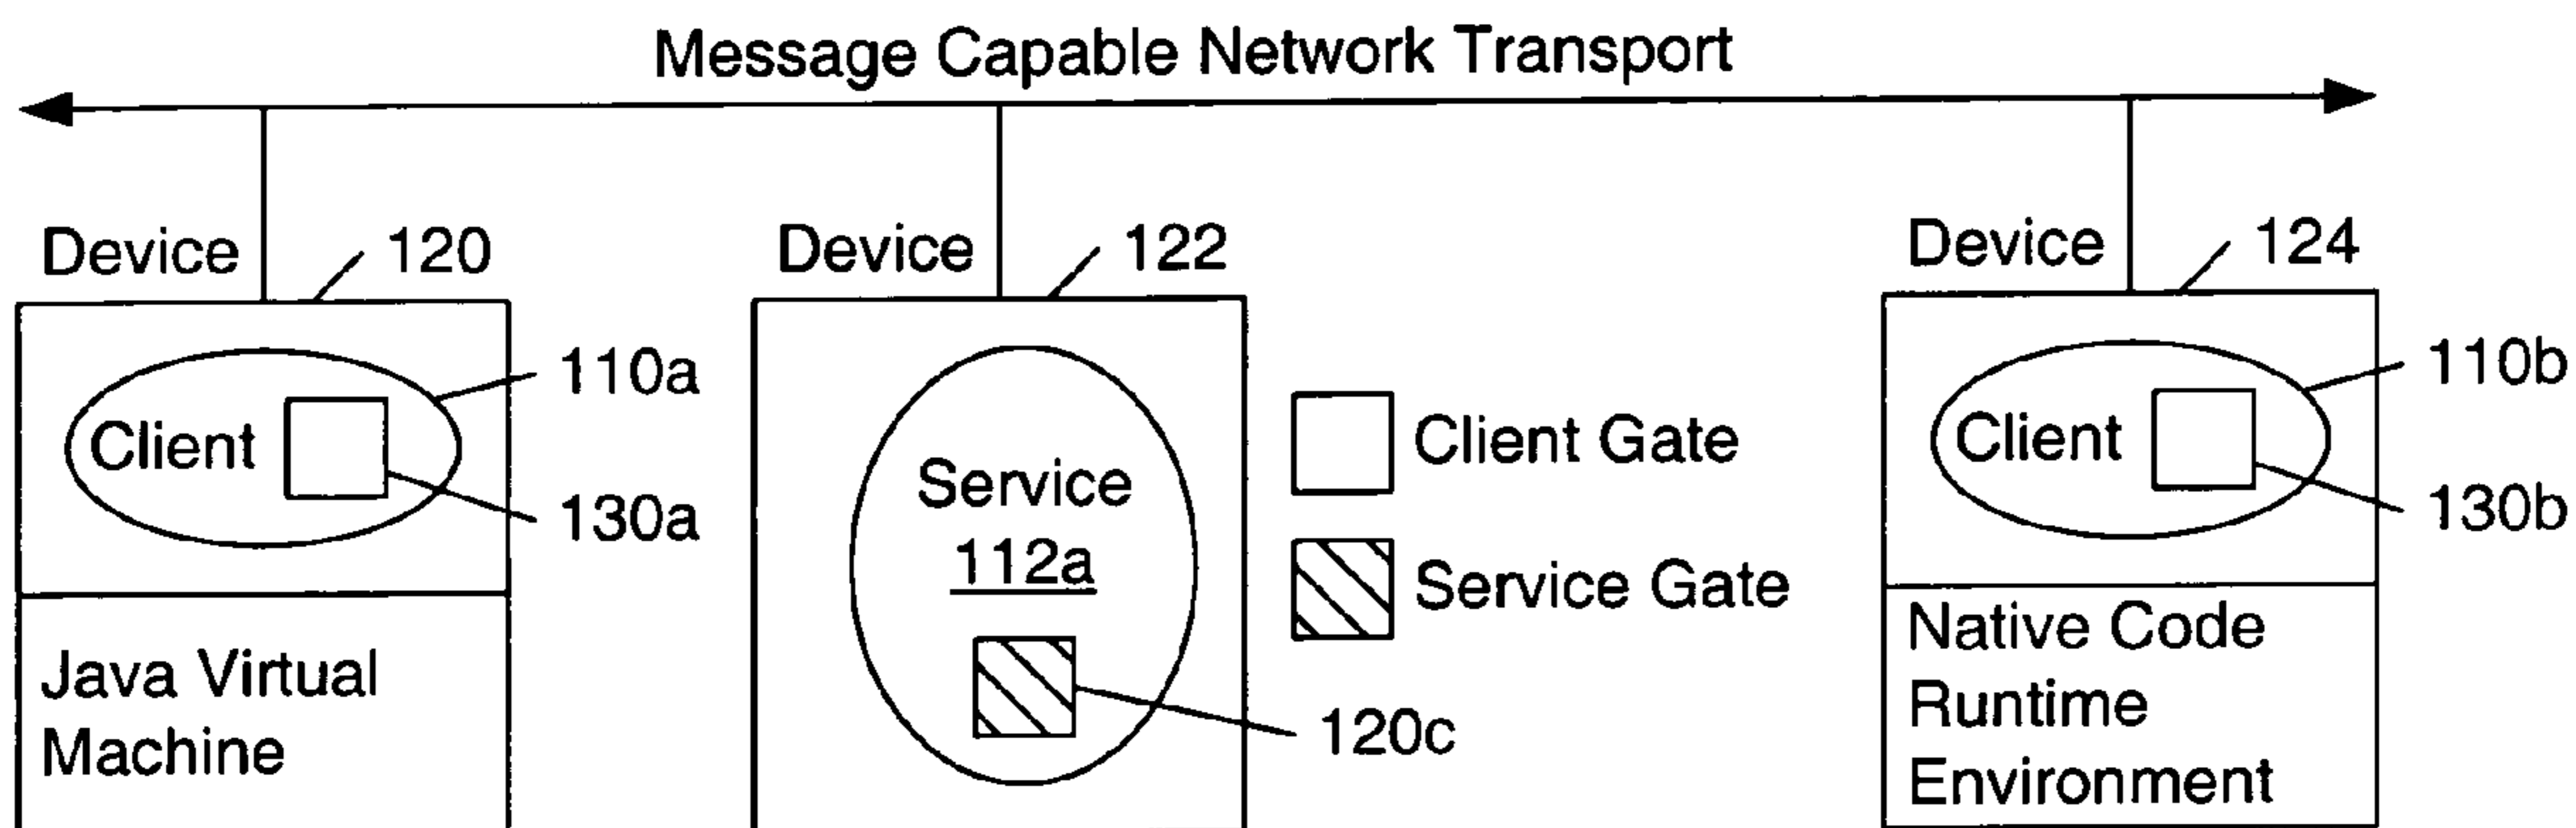 Message Capable Network Transport
Device 120
Device 122
Device 124
110a
Client
130a
Java Virtual
Machine
Service
112a
120c
Client Gate
Service Gate
110b
Client
130b
Native Code
Runtime
Environment